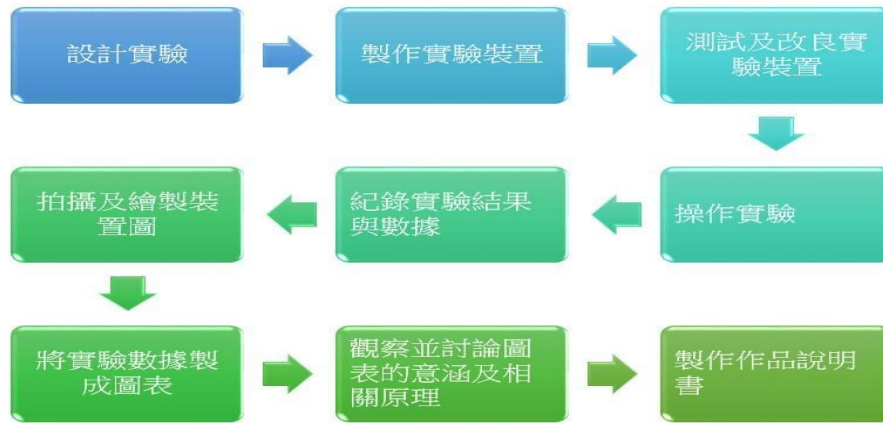 設計實驗
製作實驗裝置
測試及改良實
驗裝置
操作實驗
紀錄實驗結果
與數據
拍攝及繪製裝
置圖
將實驗數據製
成圖表
觀察並討論圖
表的意涵及相
關原理
製作作品說明
書